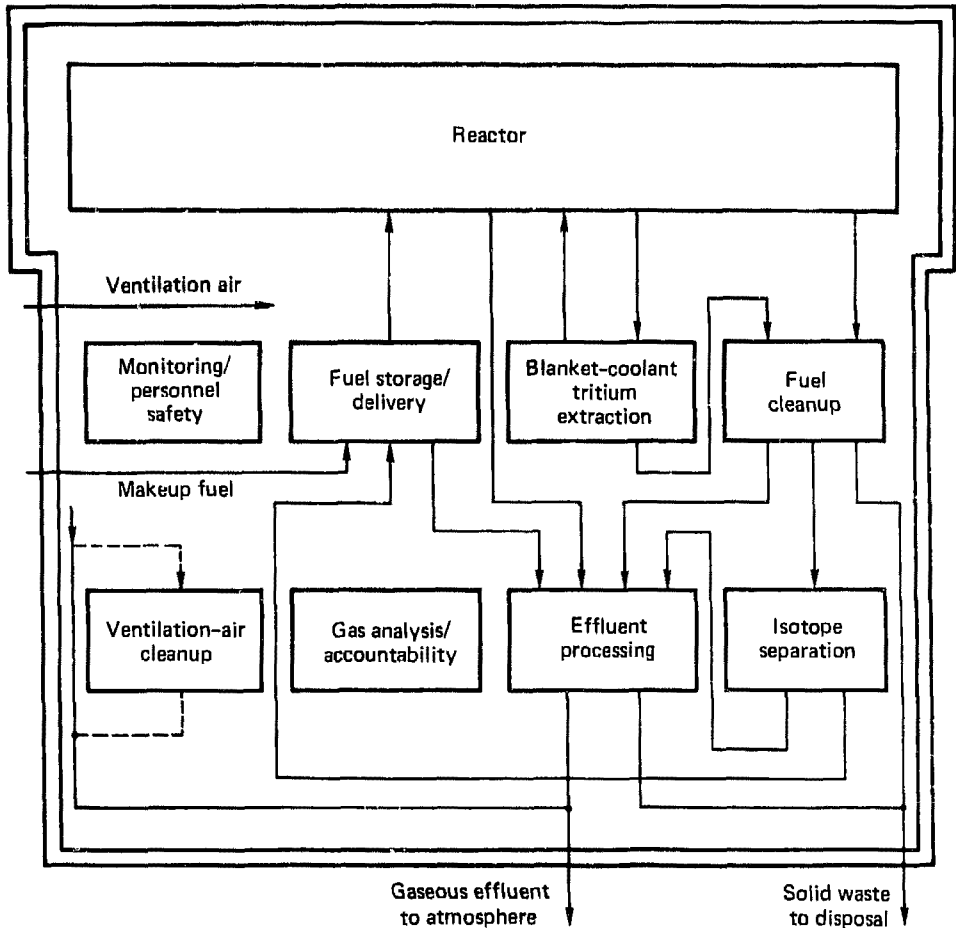 Reactor
Ventilation air
Monitoring/
personnel
safety
Fuel storage/
delivery
Blanket-coolant
tritium
extraction
Fuel
cleanup
Makeup fuel
Ventilation-air
cleanup
Gas analysis/
accountability
Effluent
processing
Isotope
separation
Gaseous effluent
to atmosphere
Solid waste
to disposal